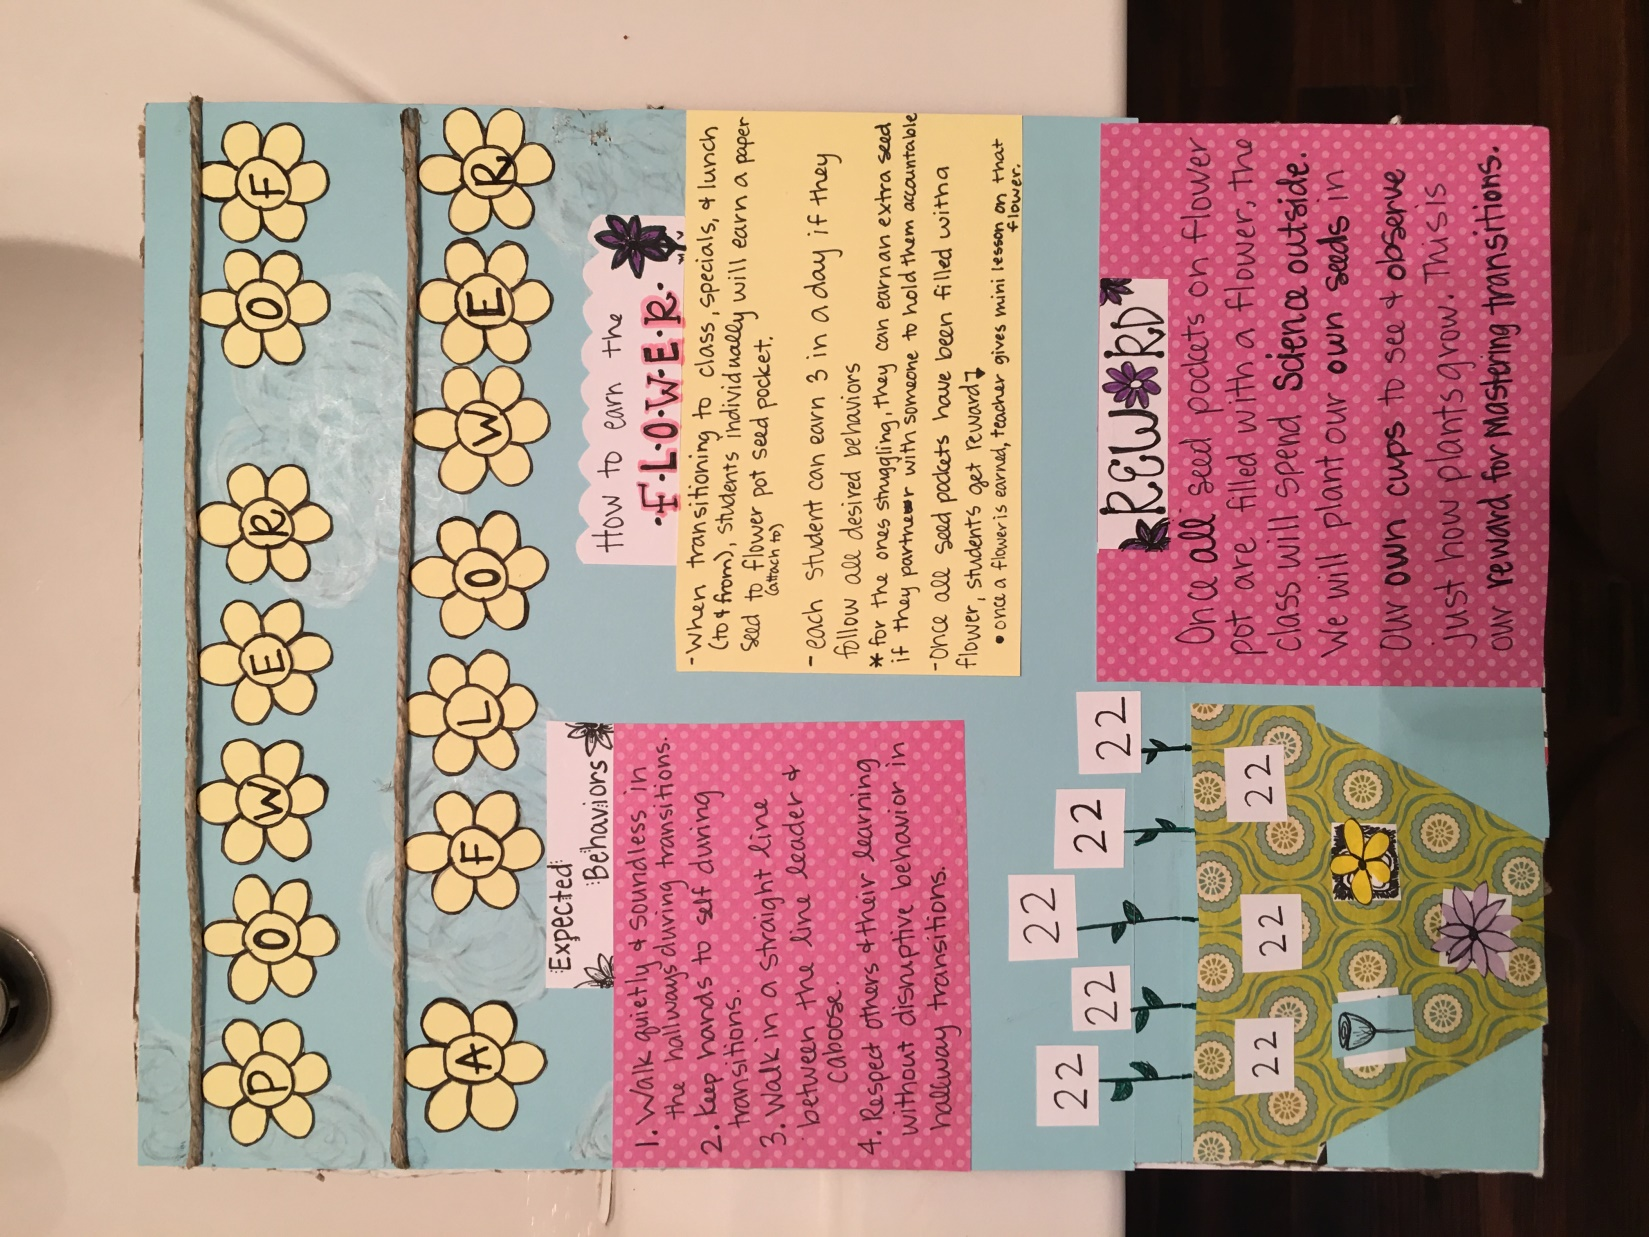 POWER OF
A FLOWER
Expected
Behaviors
1. Walk quietly & soundless in
the hallways during transitions.
2. Keep hands to self during
transitions.
3. Walk in a straight line
between the line leader &
caboose.
4. Respect others & their learning
without disruptive behavior in
hallway transitions.
How to earn the
·F·L·O·W·E·R·
- When transitioning to class, specials, & lunch
(to & from), students individually will earn a paper
seed to flower pot seed pocket.
(attach to)
- each student can earn 3 in a day if they
follow all desired behaviors
* for the ones struggling, they can earn an extra seed
if they partner with someone to hold them accountable
- Once all seed pockets have been filled with a
flower, students get reward
• once a flower is earned, teacher gives mini lesson on that
flower.
22
22
22
22
22
22
22
22
REWARD
Once all seed pockets on flower
pot are filled with a flower, the
class will spend Science outside.
We will plant our own seeds in
our own cups to see & observe
just how plants grow. This is
our reward for Mastering transitions.